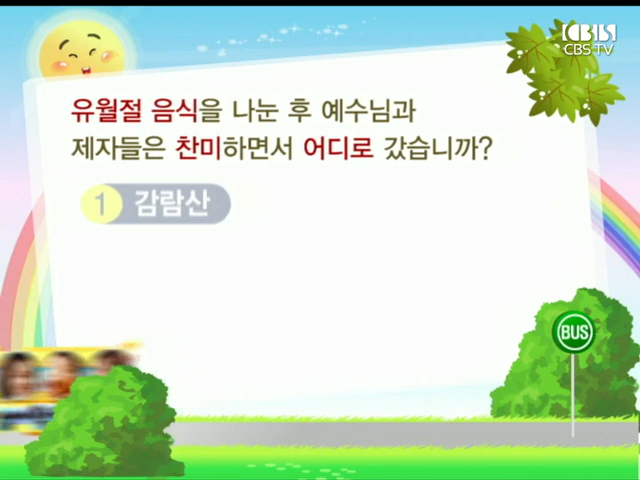 CBS
CBS TV
유월절 음식을 나눈 후 예수님과
제자들은 찬미하면서 어디로 갔습니까?
1 감람산
BUS